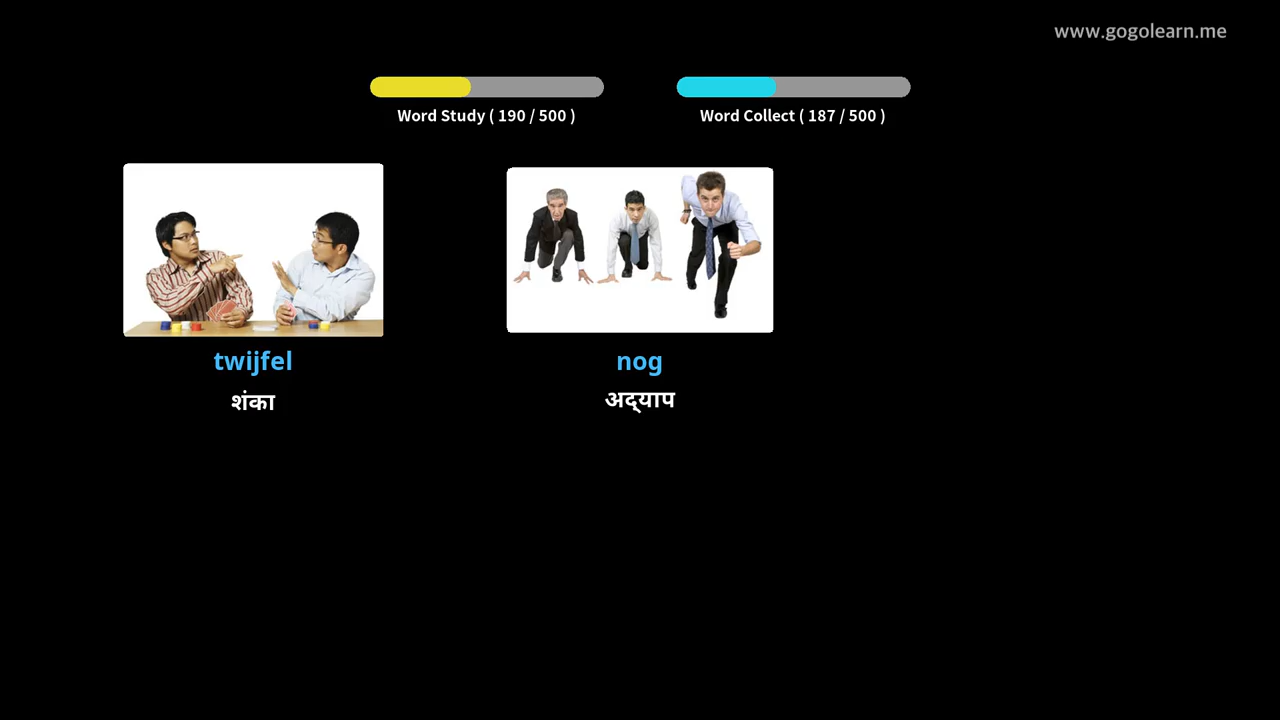 www.gogolearn.me
Word Study ( 190 / 500 )
Word Collect ( 187 / 500 )
twijfel
शंका
nog
अद्‌याप